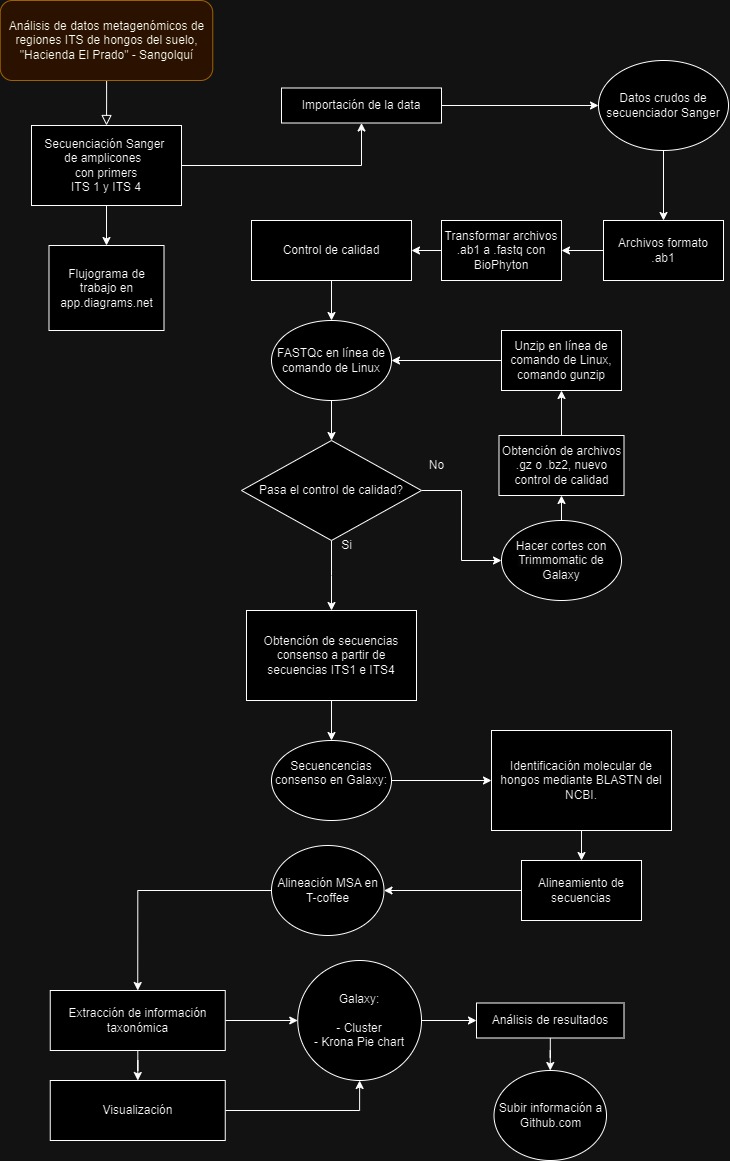 Análisis de datos metagenómicos de
regiones ITS de hongos del suelo,
"Hacienda El Prado" - Sangolquí
Secuenciación Sanger
de amplicones
con primers
ITS 1 y ITS 4
Flujograma de
trabajo en
app.diagrams.net
Importación de la data
Datos crudos de
secuenciador Sanger
Archivos formato
.ab1
Transformar archivos
.ab1 a .fastq con
BioPhyton
Control de calidad
FASTQc en línea de
comando de Linux
Pasa el control de calidad?
No
Hacer cortes con
Trimmomatic de
Galaxy
Obtención de archivos
.gz o .bz2, nuevo
control de calidad
Unzip en línea de
comando de Linux,
comando gunzip
Si
Obtención de secuencias
consenso a partir de
secuencias ITS1 e ITS4
Secuencencias
consenso en Galaxy:
Identificación molecular de
hongos mediante BLASTN del
NCBI.
Alineamiento de
secuencias
Alineación MSA en
T-coffee
Extracción de información
taxonómica
Visualización
Galaxy:
- Cluster
- Krona Pie chart
Análisis de resultados
Subir información a
Github.com